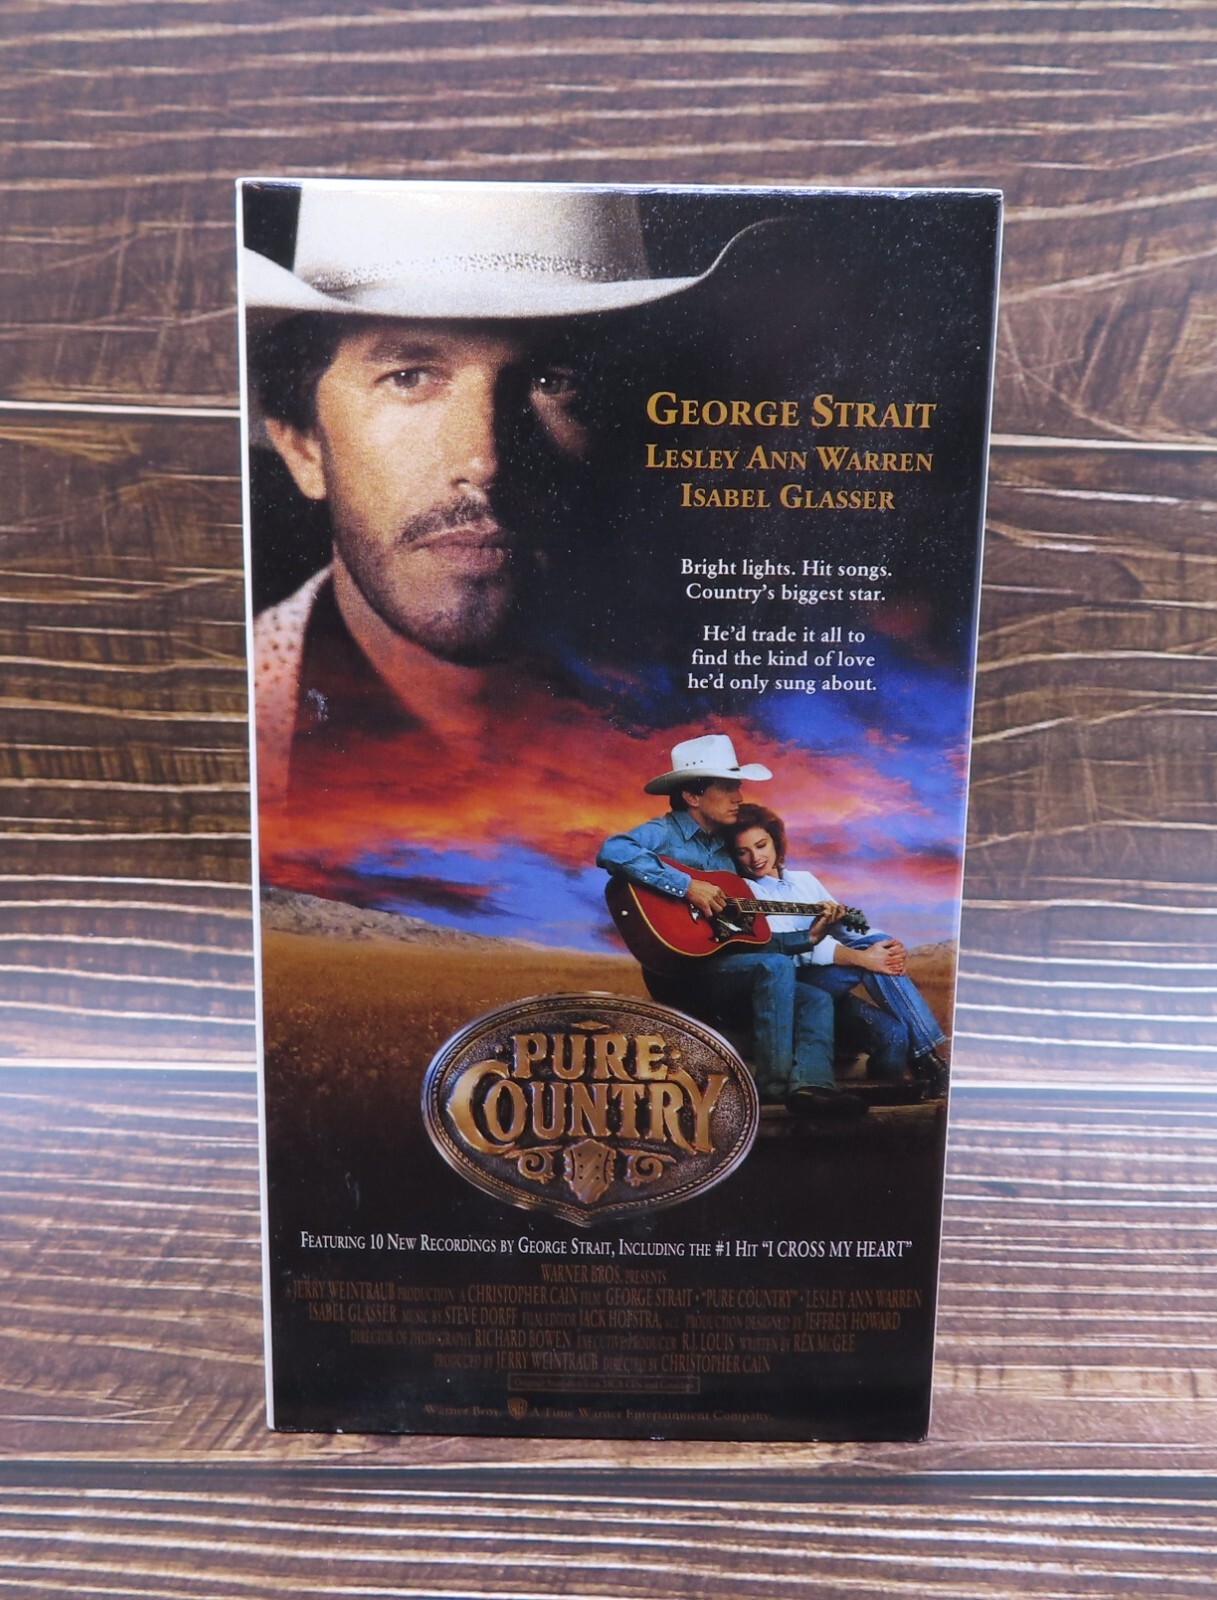 GEORGE STRAIT
LESLEY ANN WARREN
ISABEL GLASSER
Bright lights. Hit songs.
Country's biggest star.
He'd trade it all to
find the kind of love
he'd only sung about.
PURE
COUNTRY
FEATURING 10 NEW RECORDINGS BY GEORGE STRAIT, INCLUDING THE #1 HIT "I CROSS MY HEART"
WARNER BROS. PRESENTS
A JERRY WEINTRAUB PRODUCTION A CHRISTOPHER CAIN FILM GEORGE STRAIT • "PURE COUNTRY" • LESLEY ANN WARREN
ISABEL GLASSER MUSIC BY STEVE DORFF FILM EDITOR JACK HOFSTRA, A.C.E. PRODUCTION DESIGNED BY JEFFREY HOWARD
DIRECTOR OF PHOTOGRAPHY RICHARD BOWEN EXECUTIVE PRODUCER R.J. LOUIS WRITTEN BY REX McGEE
PRODUCED BY JERRY WEINTRAUB DIRECTED BY CHRISTOPHER CAIN
Warner Bros. WB A Time Warner Entertainment Company